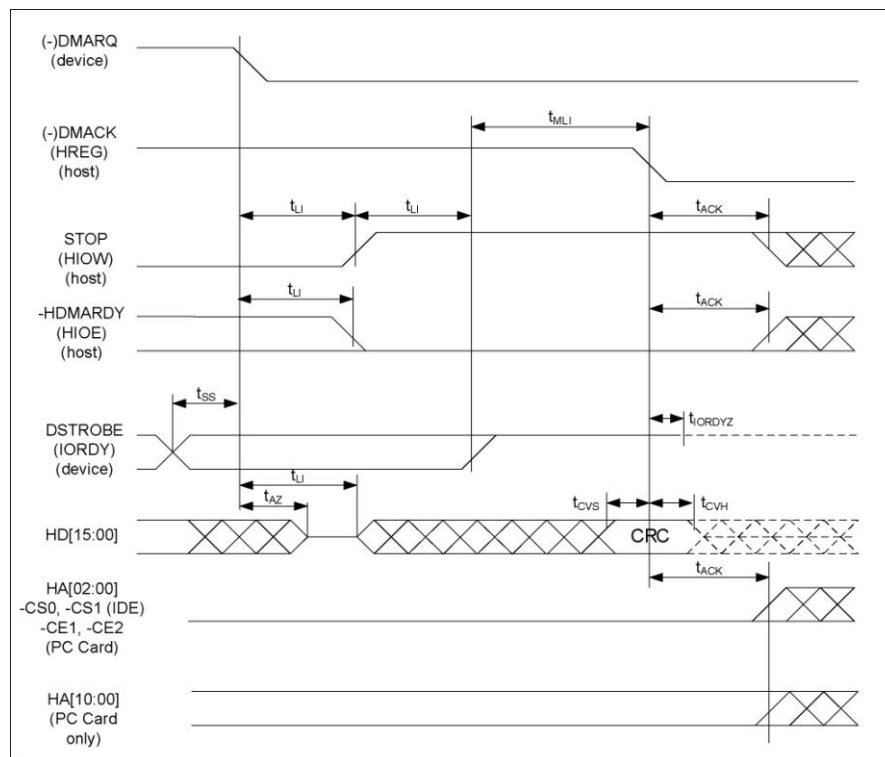 (-)DMARQ
(device)
tMLI
(-)DMACK
(HREG)
(host)
tLI
tLI
tACK
STOP
(HIOW)
(host)
tLI
tACK
-HDMARDY
(HIOE)
(host)
tSS
tIORDYZ
DSTROBE
(IORDY)
(device)
tLI
tAZ
tCVS
tCVH
HD[15:00]
CRC
tACK
HA[02:00]
-CS0, -CS1 (IDE)
-CE1, -CE2
(PC Card)
HA[10:00]
(PC Card
only)